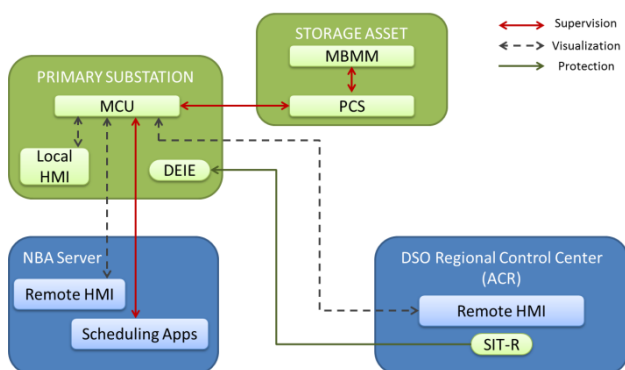 STORAGE ASSET
MBMM
PCS
Supervision
Visualization
Protection
PRIMARY SUBSTATION
MCU
Local
HMI
DEIE
NBA Server
Remote HMI
Scheduling Apps
DSO Regional Control Center
(ACR)
Remote HMI
SIT-R